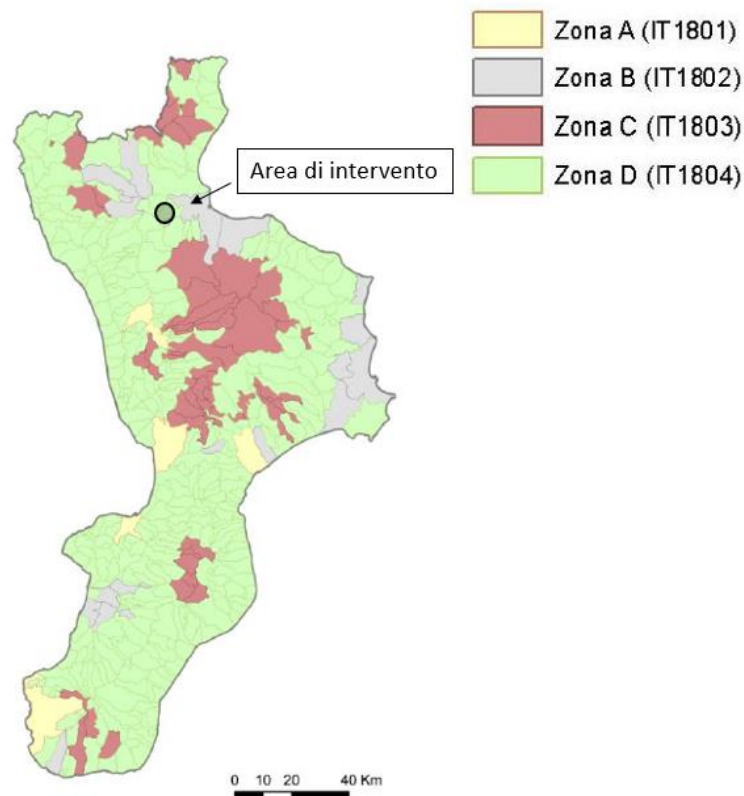 Zona A (IT1801)
Zona B (IT1802)
Zona C (IT1803)
Zona D (IT1804)
Area di intervento
0 10 20 40 Km